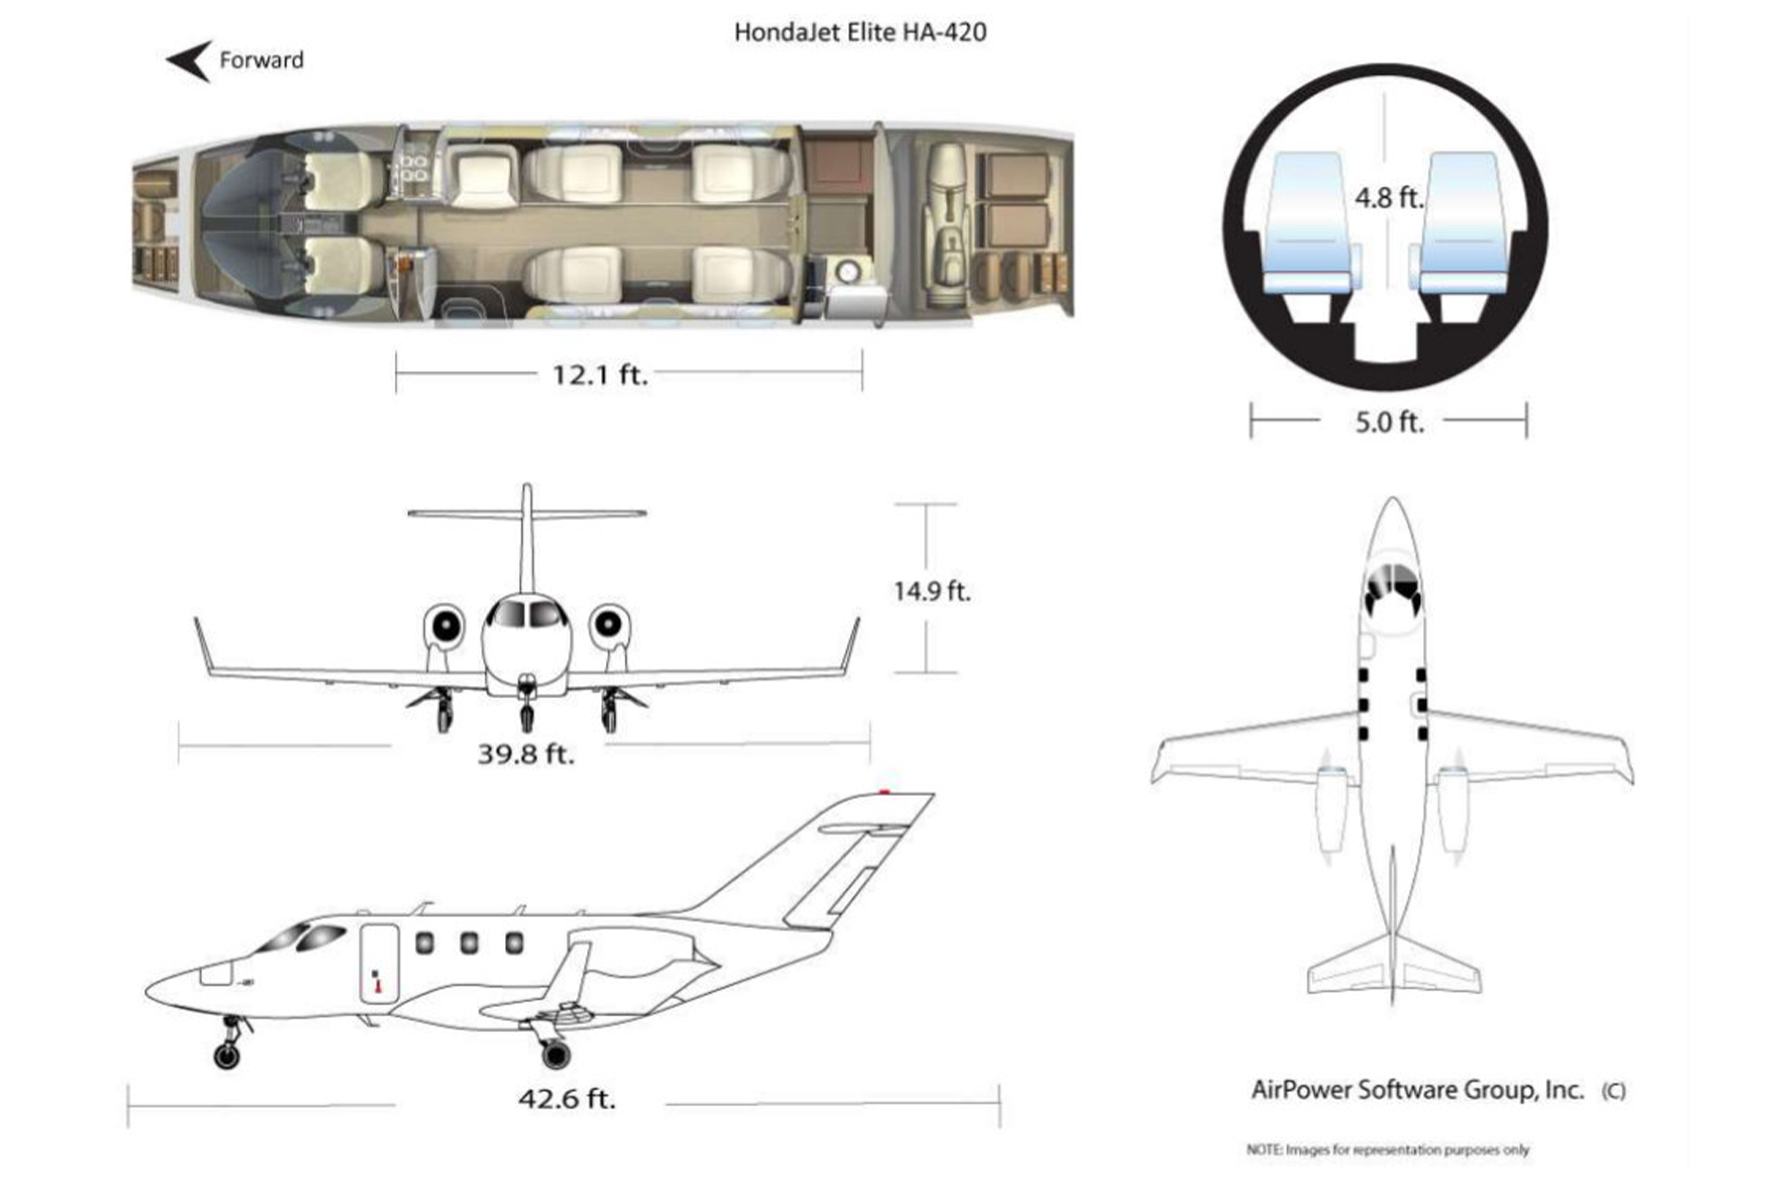 HondaJet Elite HA-420
Forward
4.8 ft.
12.1 ft.
5.0 ft.
14.9 ft.
39.8 ft.
42.6 ft.
AirPower Software Group, Inc. (C)
NOTE: Images for representation purposes only